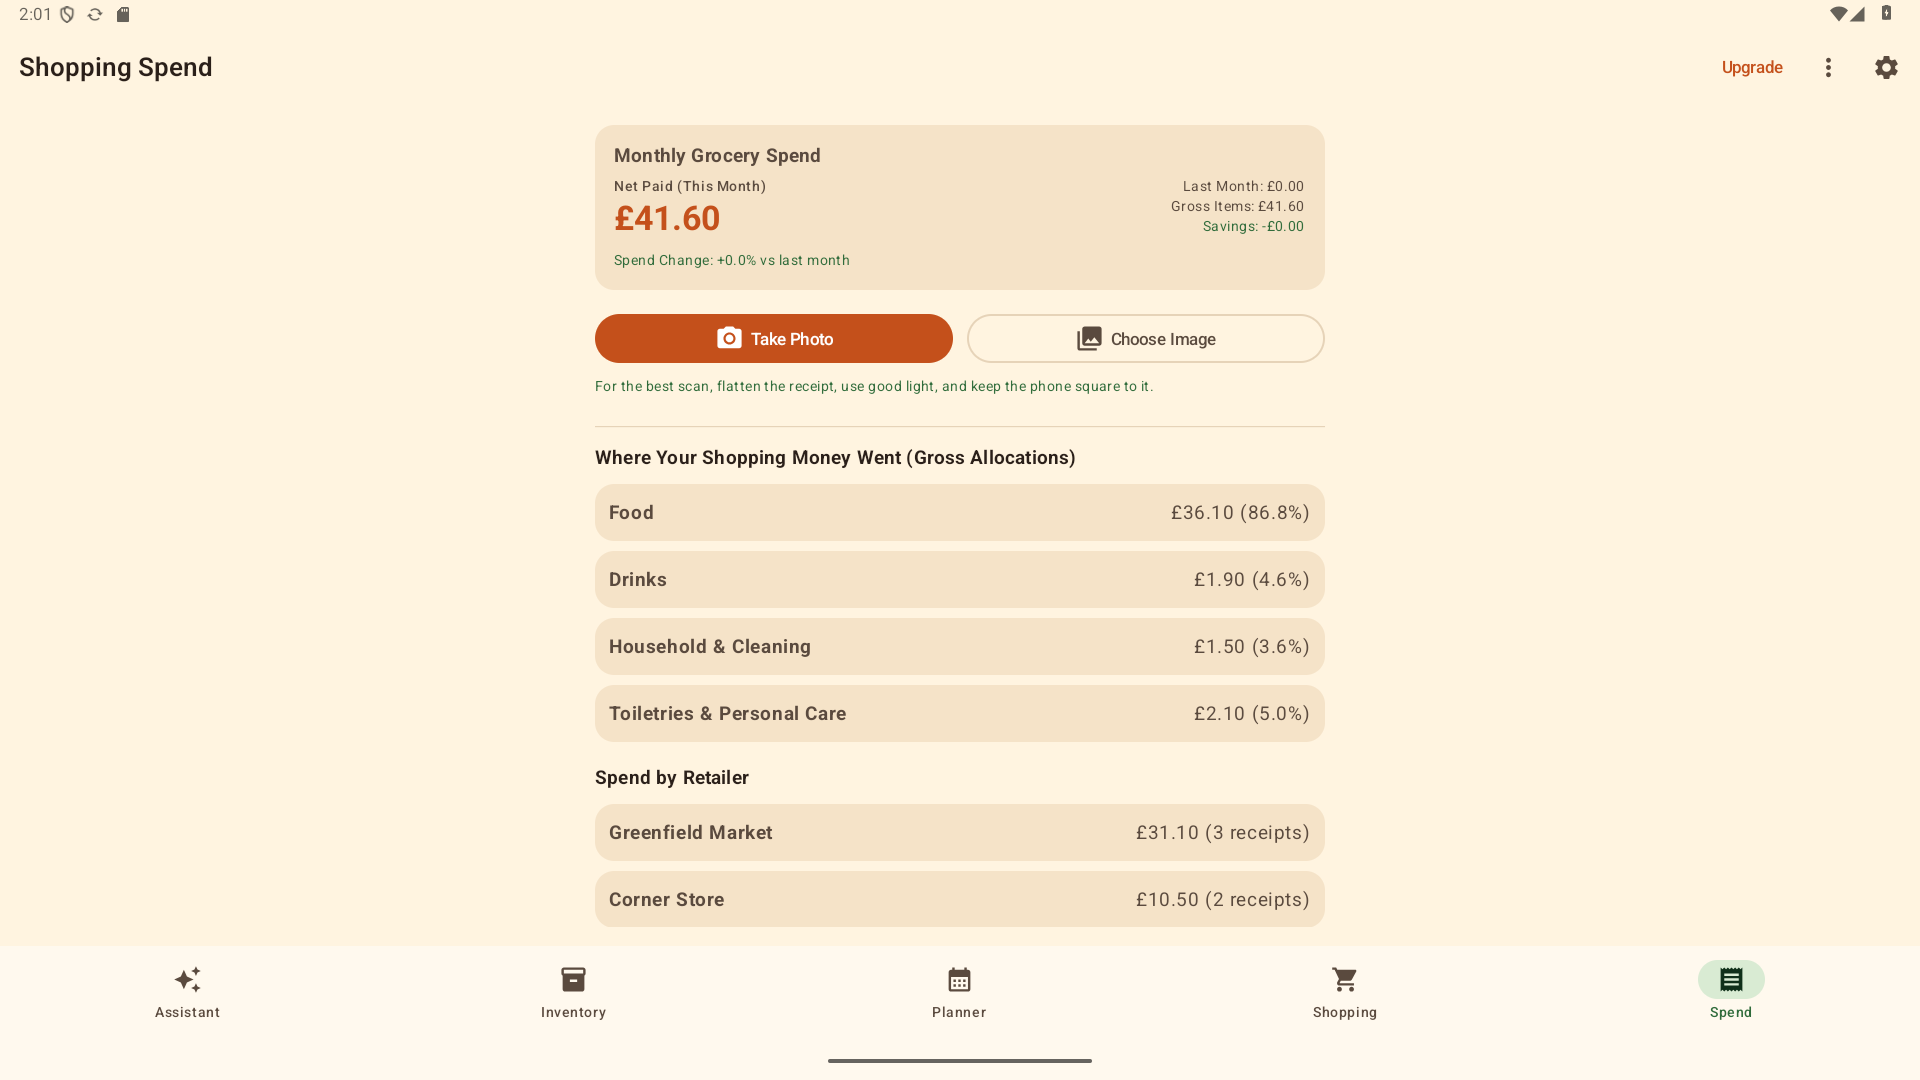 2:01
Shopping Spend
Upgrade
Monthly Grocery Spend
Net Paid (This Month)
£41.60
Last Month: £0.00
Gross Items: £41.60
Savings: -£0.00
Spend Change: +0.0% vs last month
Take Photo
Choose Image
For the best scan, flatten the receipt, use good light, and keep the phone square to it.
Where Your Shopping Money Went (Gross Allocations)
Food £36.10 (86.8%)
Drinks £1.90 (4.6%)
Household & Cleaning £1.50 (3.6%)
Toiletries & Personal Care £2.10 (5.0%)
Spend by Retailer
Greenfield Market £31.10 (3 receipts)
Corner Store £10.50 (2 receipts)
Assistant
Inventory
Planner
Shopping
Spend